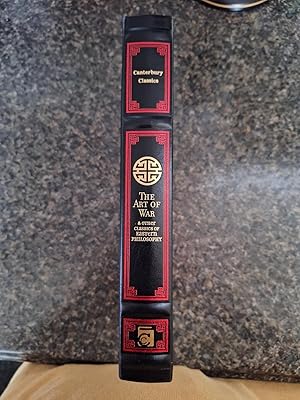 Canterbury
Classics
THE
ART OF
WAR
& OTHER
CLASSICS OF
EASTERN
PHILOSOPHY
C